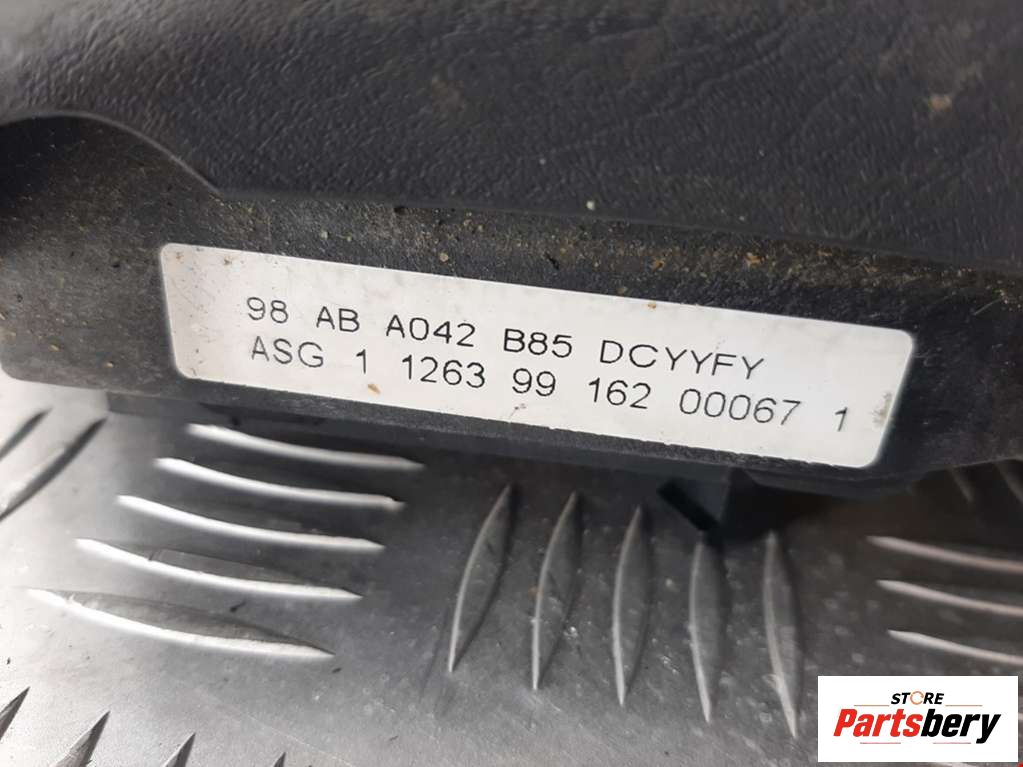 98 AB A042 B85 DCYYFY
ASG 1 1263 99 162 00067 1
STORE
Partsbery